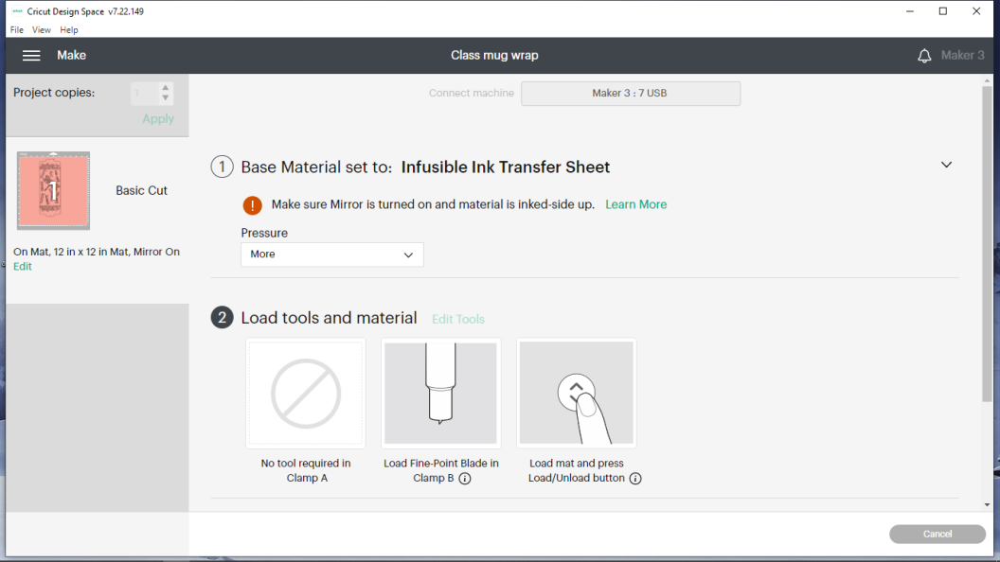 Cricut Design Space v7.22.149
File View Help
Make
Class mug wrap
Maker 3
Project copies:
1
Apply
Connect machine
Maker 3 : 7 USB
1
Basic Cut
On Mat, 12 in x 12 in Mat, Mirror On
Edit
1 Base Material set to: Infusible Ink Transfer Sheet
! Make sure Mirror is turned on and material is inked-side up. Learn More
Pressure
More
2 Load tools and material Edit Tools
No tool required in
Clamp A
Load Fine-Point Blade in
Clamp B
Load mat and press
Load/Unload button
Cancel